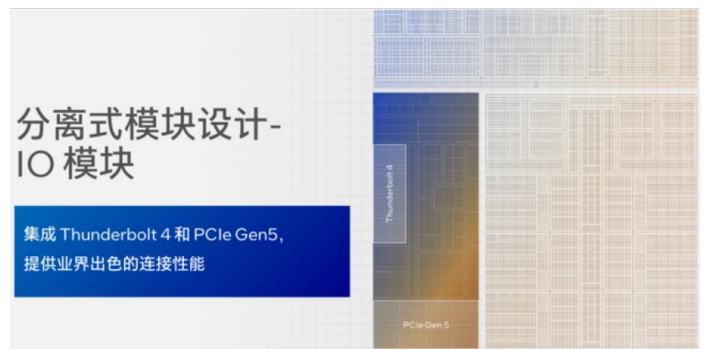 分离式模块设计-
IO 模块
集成 Thunderbolt 4 和 PCIe Gen5，
提供业界出色的连接性能
Thunderbolt 4
PCIe Gen 5